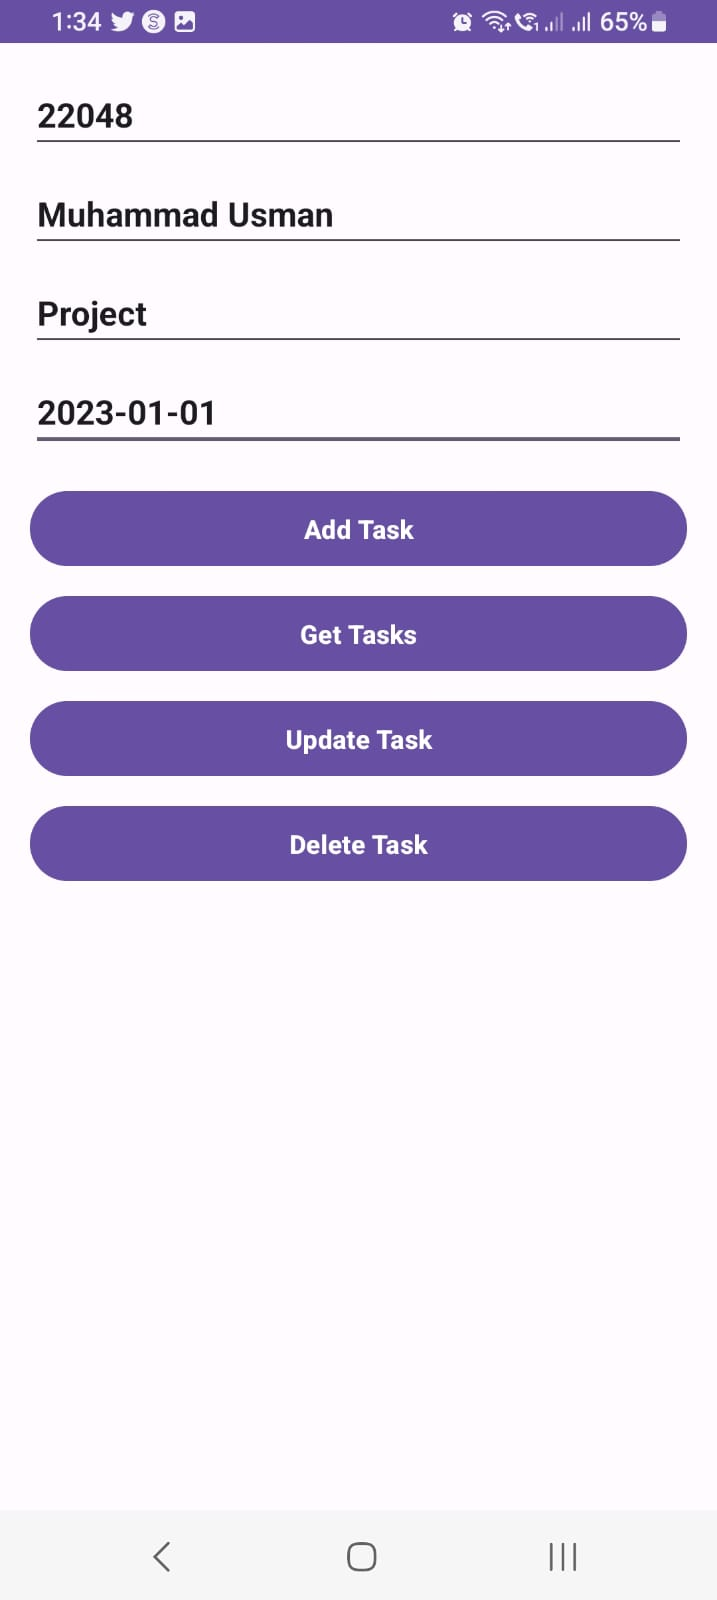 1:34 65%
22048
Muhammad Usman
Project
2023-01-01
Add Task
Get Tasks
Update Task
Delete Task